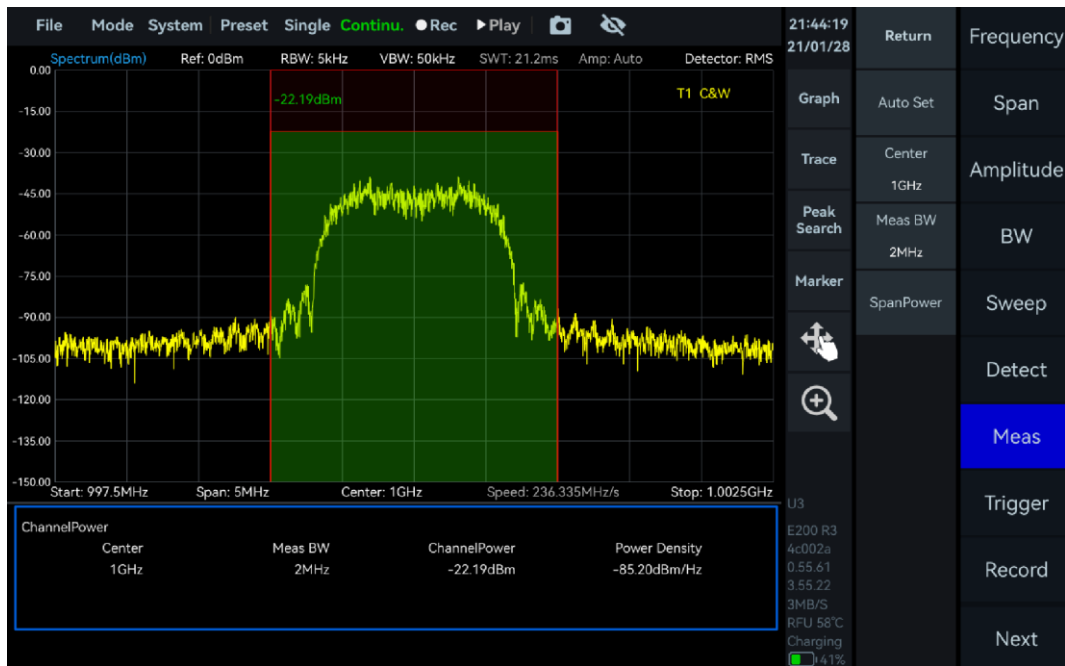 File Mode System Preset Single Continu. Rec Play
Spectrum(dBm) Ref: 0dBm RBW: 5kHz VBW: 50kHz SWT: 21.2ms Amp: Auto Detector: RMS
0.00
-15.00
-30.00
-45.00
-60.00
-75.00
-90.00
-105.00
-120.00
-135.00
-150.00
-22.19dBm
T1 C&W
Start: 997.5MHz Span: 5MHz Center: 1GHz Speed: 236.335MHz/s Stop: 1.0025GHz
ChannelPower
Center Meas BW ChannelPower Power Density
1GHz 2MHz -22.19dBm -85.20dBm/Hz
21:44:19
21/01/28
Graph
Trace
Peak
Search
Marker
U3
E200 R3
4c002a
0.55.61
3.55.22
3MB/S
RFU 58°C
Charging
41%
Return
Auto Set
Center
1GHz
Meas BW
2MHz
SpanPower
Frequency
Span
Amplitude
BW
Sweep
Detect
Meas
Trigger
Record
Next